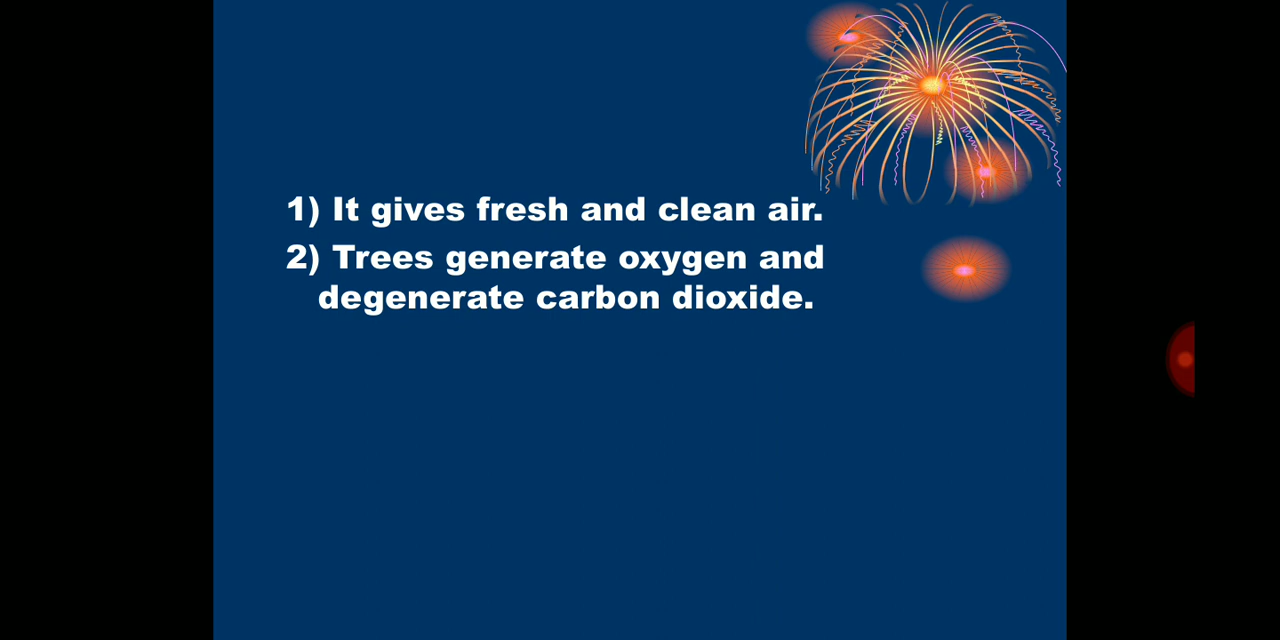 1) It gives fresh and clean air.
2) Trees generate oxygen and
degenerate carbon dioxide.